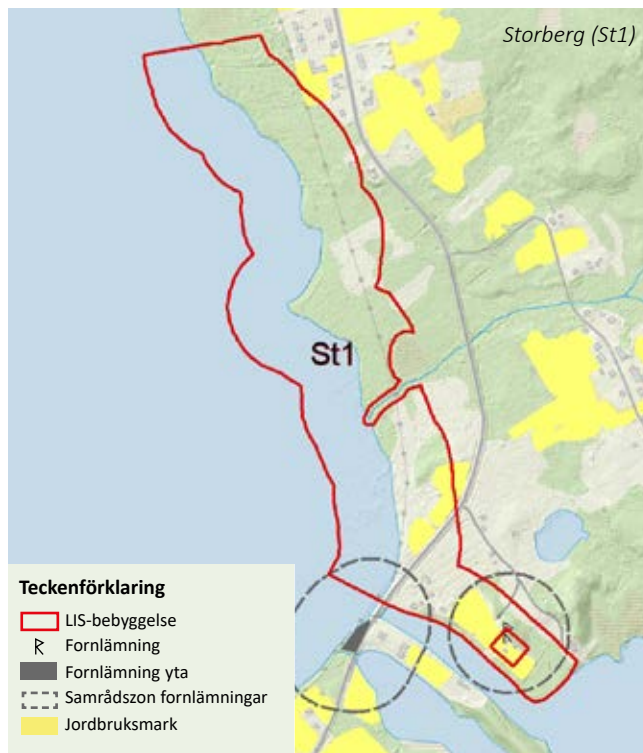 Storberg (St1)
St1
Teckenförklaring
LIS-bebyggelse
Fornlämning
Fornlämning yta
Samrådszon fornlämningar
Jordbruksmark